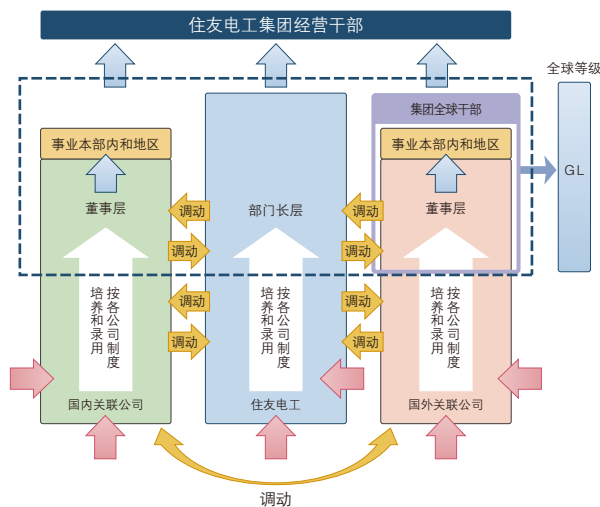 住友电工集团经营干部
全球等级
集团全球干部
事业本部内和地区
事业本部内和地区
GL
董事层
调动
部门长层
调动
董事层
调动
调动
按各公司制度
培养和录用
调动
按各公司制度
培养和录用
调动
按各公司制度
培养和录用
调动
调动
国内关联公司
住友电工
国外关联公司
调动